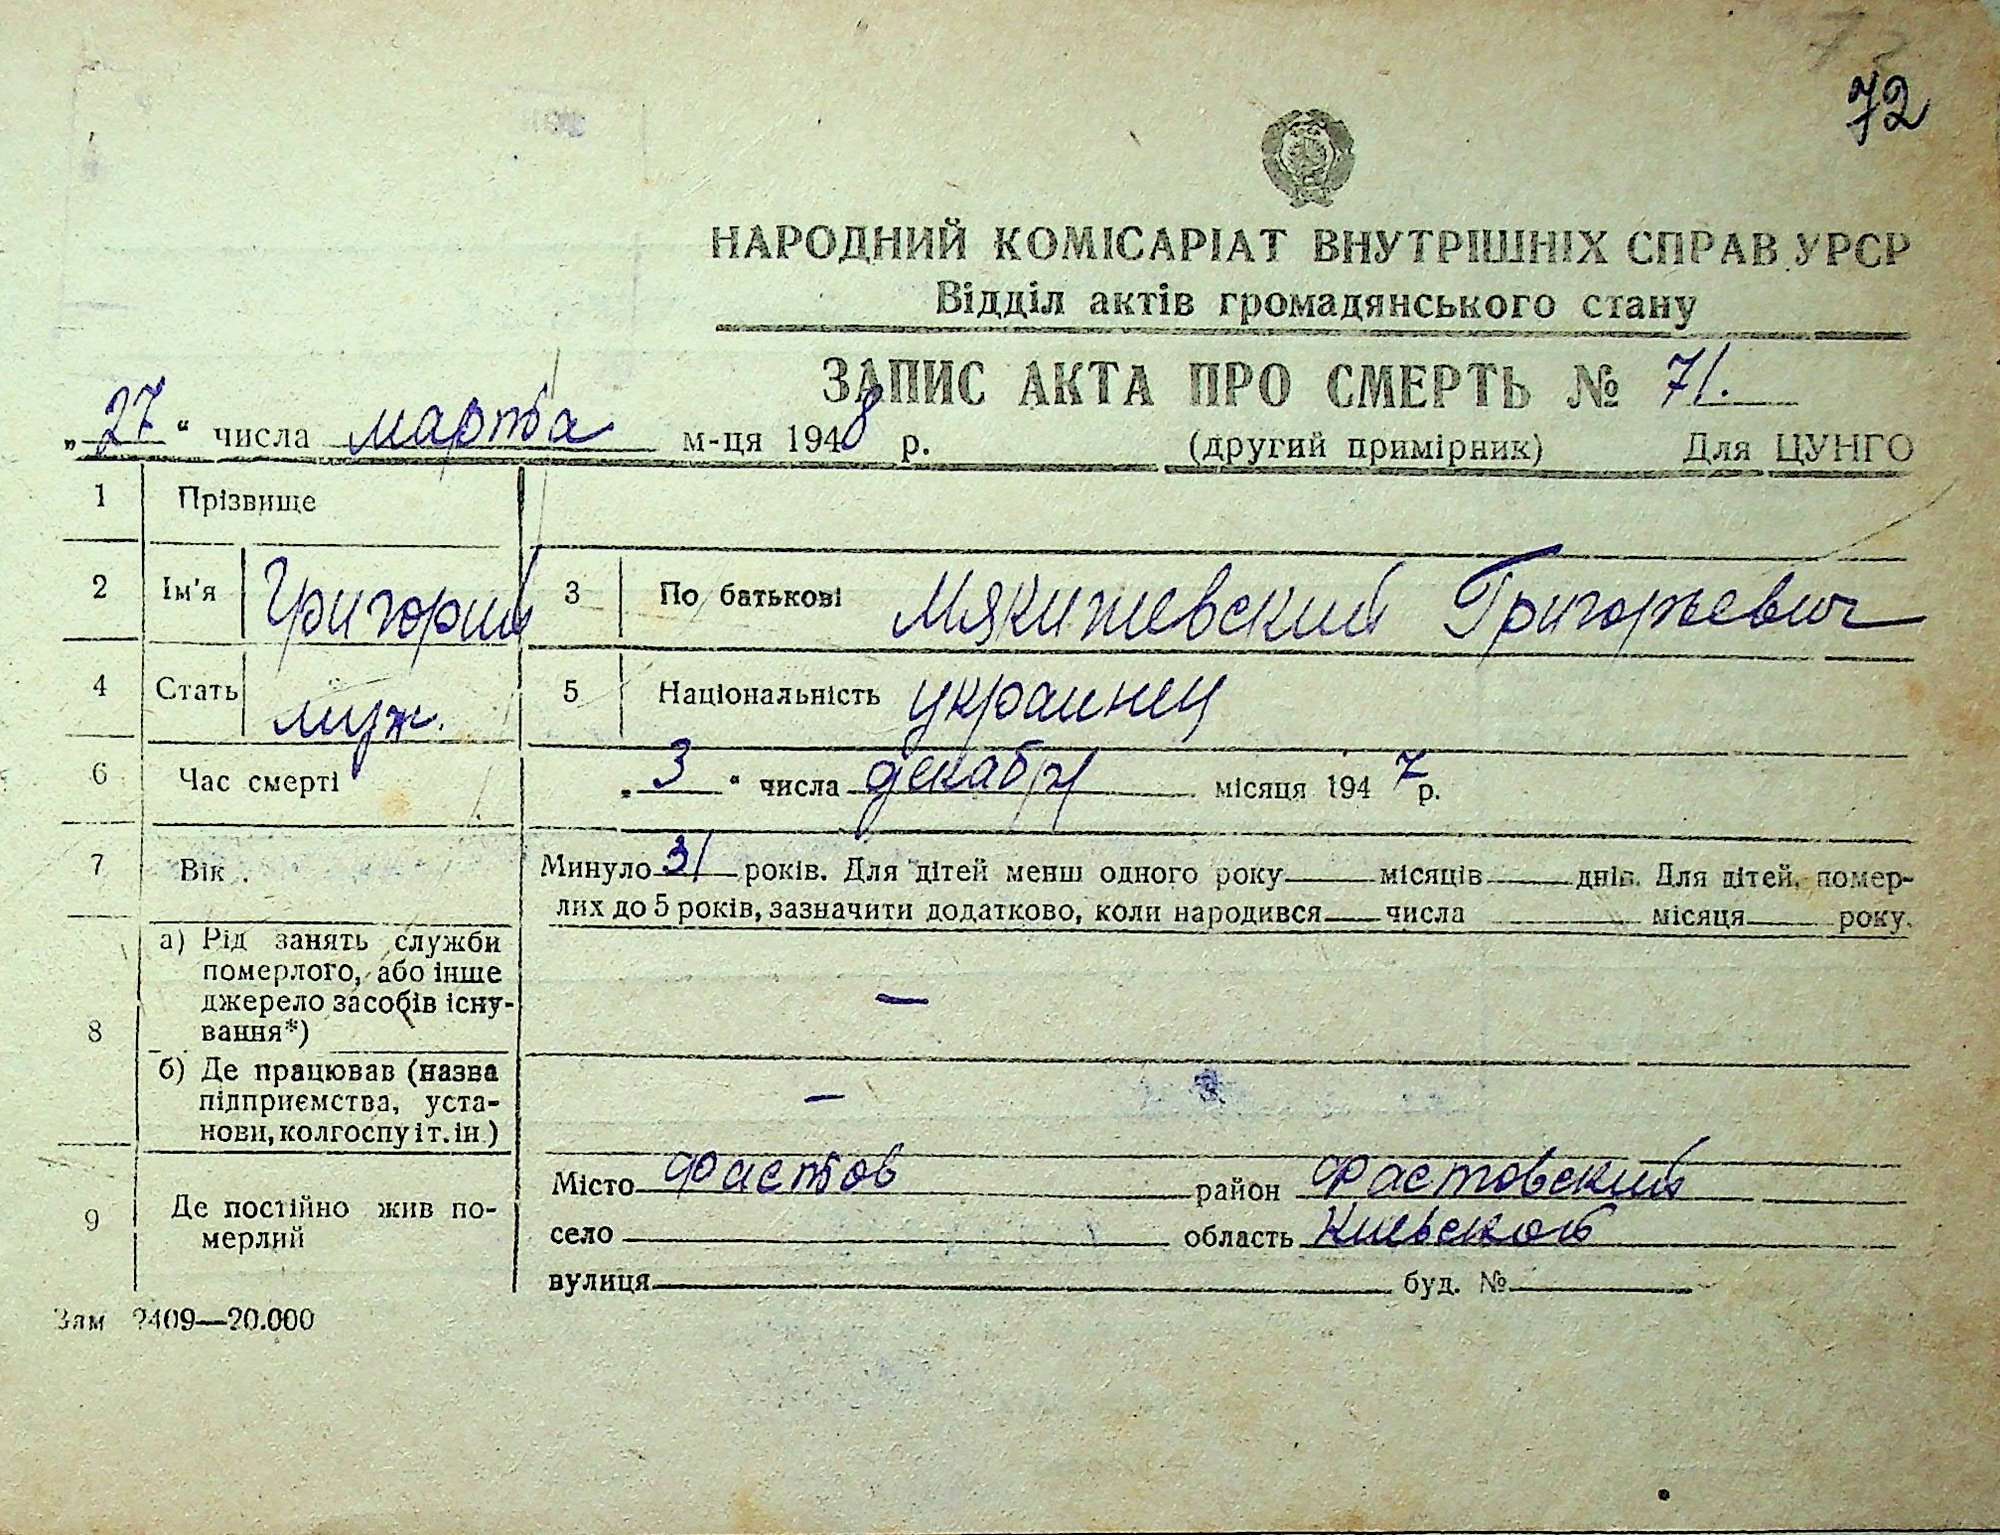 72
НАРОДНИЙ КОМІСАРІАТ ВНУТРІШНІХ СПРАВ УРСР
Відділ актів громадянського стану
ЗАПИС АКТА ПРО СМЕРТЬ № 71.
„27“ числа марта м-ця 1948 р. (другий примірник) Для ЦУНГО
1 Прізвище
2 Ім'я Григорий 3 По батькові Мякишевский Григорьевич
4 Стать муж. 5 Національність украинец
6 Час смерті „3“ числа декабря місяця 1947 р.
7 Вік. Минуло 31 років. Для дітей менш одного року місяців днів. Для дітей, помер-
лих до 5 років, зазначити додатково, коли народився числа місяця року.
8 а) Рід занять служби
померлого, або інше
джерело засобів існу-
вання*) —
б) Де працював (назва
підприємства, уста-
нови, колгоспу і т. ін.) —
9 Де постійно жив по-
мерлий
Місто Фастов район Фастовский
село область Киевской
вулиця буд. №
Зам 2409—20.000